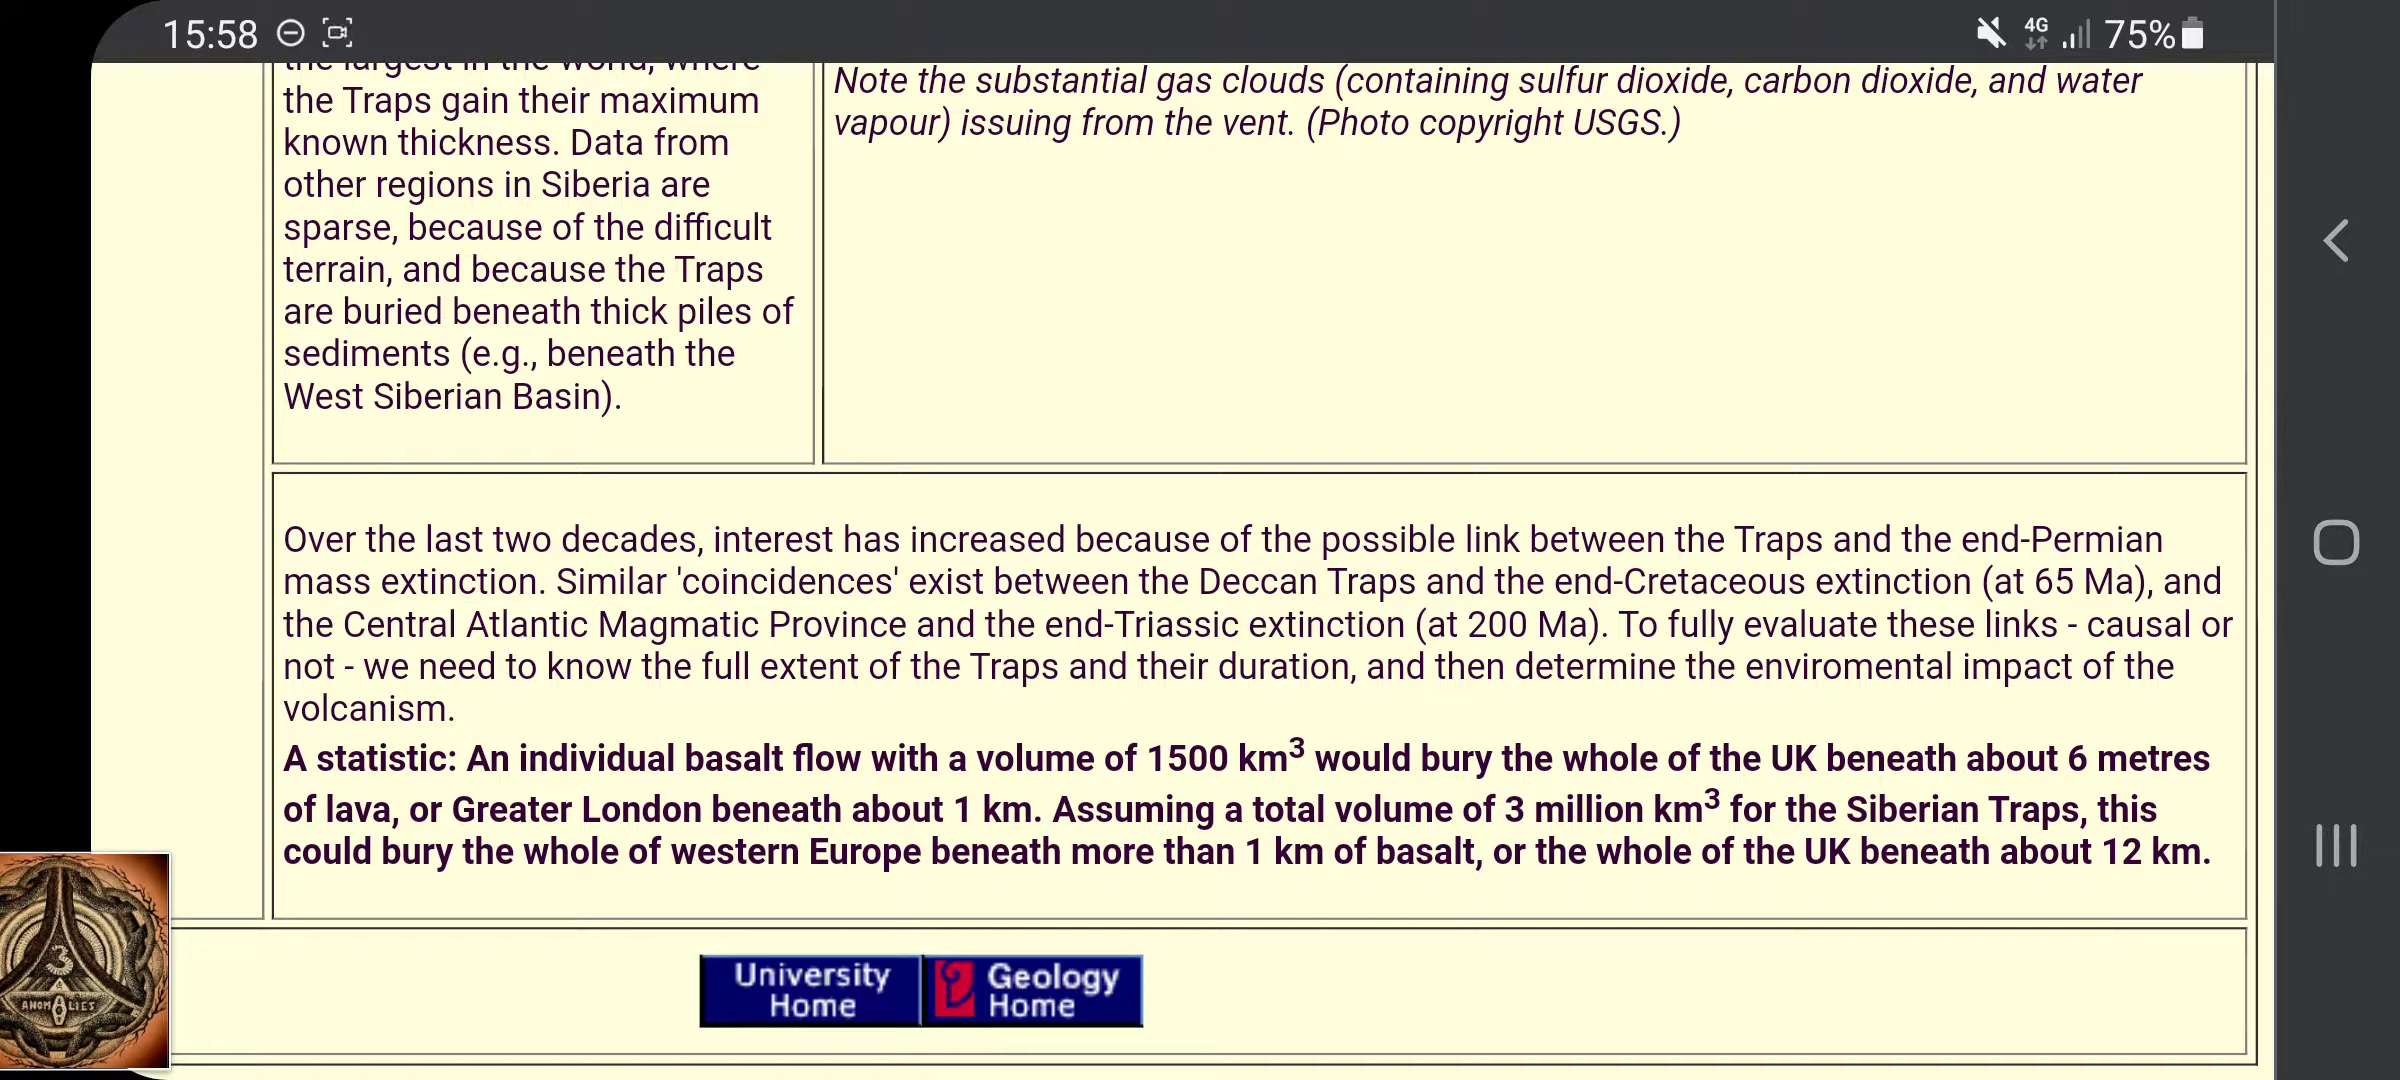 15:58
4G
75%
the largest in the world, where
the Traps gain their maximum
known thickness. Data from
other regions in Siberia are
sparse, because of the difficult
terrain, and because the Traps
are buried beneath thick piles of
sediments (e.g., beneath the
West Siberian Basin).
Note the substantial gas clouds (containing sulfur dioxide, carbon dioxide, and water
vapour) issuing from the vent. (Photo copyright USGS.)
Over the last two decades, interest has increased because of the possible link between the Traps and the end-Permian
mass extinction. Similar 'coincidences' exist between the Deccan Traps and the end-Cretaceous extinction (at 65 Ma), and
the Central Atlantic Magmatic Province and the end-Triassic extinction (at 200 Ma). To fully evaluate these links - causal or
not - we need to know the full extent of the Traps and their duration, and then determine the enviromental impact of the
volcanism.
A statistic: An individual basalt flow with a volume of 1500 km³ would bury the whole of the UK beneath about 6 metres
of lava, or Greater London beneath about 1 km. Assuming a total volume of 3 million km³ for the Siberian Traps, this
could bury the whole of western Europe beneath more than 1 km of basalt, or the whole of the UK beneath about 12 km.
ANOMALIES
University
Home
Geology
Home